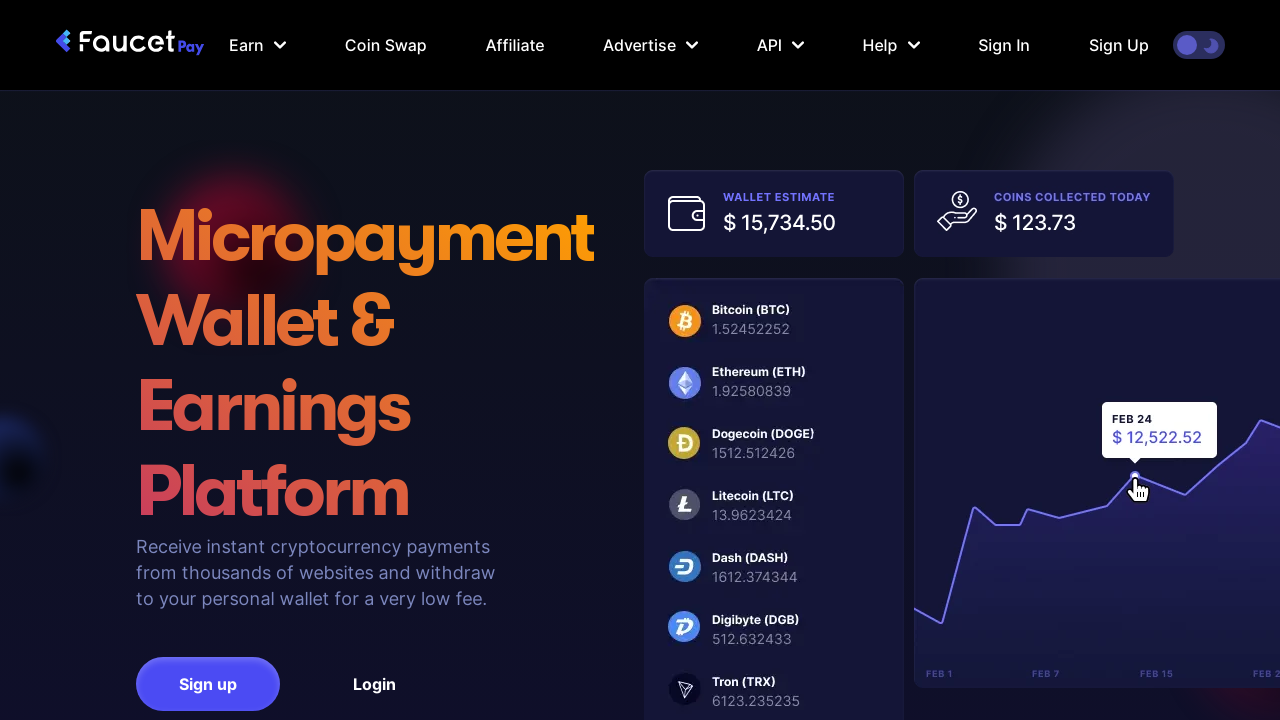 Faucet Pay
Earn
Coin Swap
Affiliate
Advertise
API
Help
Sign In
Sign Up
Micropayment
Wallet &
Earnings
Platform
Receive instant cryptocurrency payments
from thousands of websites and withdraw
to your personal wallet for a very low fee.
Sign up
Login
WALLET ESTIMATE
$ 15,734.50
COINS COLLECTED TODAY
$ 123.73
Bitcoin (BTC)
1.52452252
Ethereum (ETH)
1.92580839
Dogecoin (DOGE)
1512.512426
Litecoin (LTC)
13.9623424
Dash (DASH)
1612.374344
Digibyte (DGB)
512.632433
Tron (TRX)
6123.235235
FEB 24
$ 12,522.52
FEB 1
FEB 7
FEB 15
FEB 2